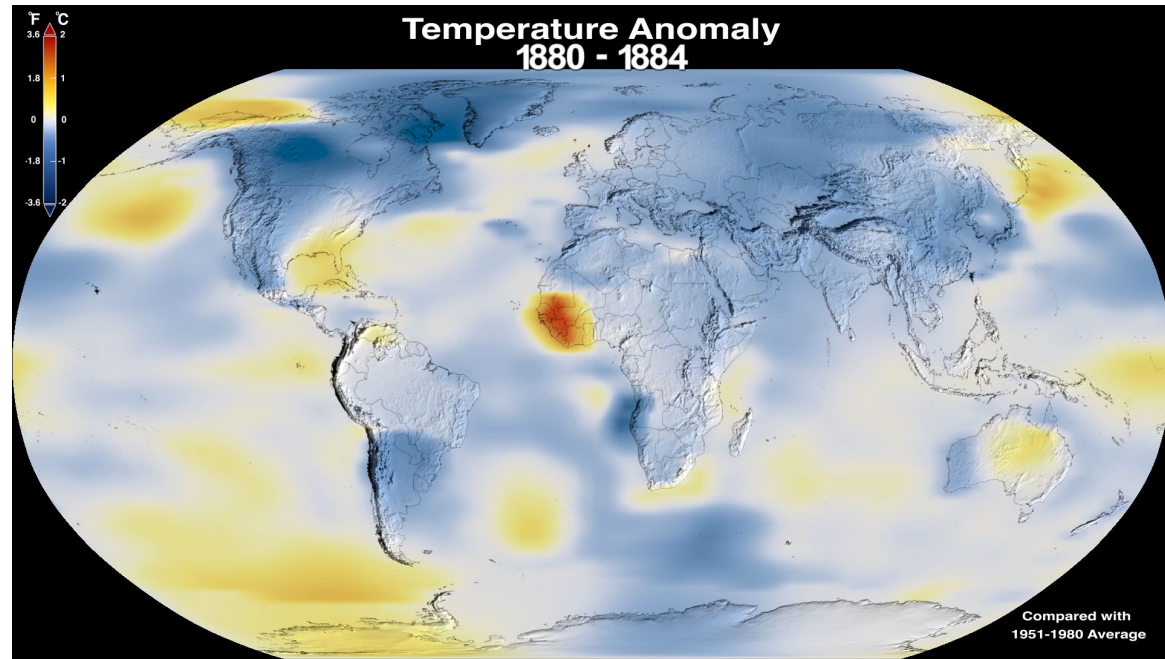 Temperature Anomaly
1880 - 1884
°F °C
3.6 2
1.8 1
0 0
-1.8 -1
-3.6 -2
Compared with
1951-1980 Average